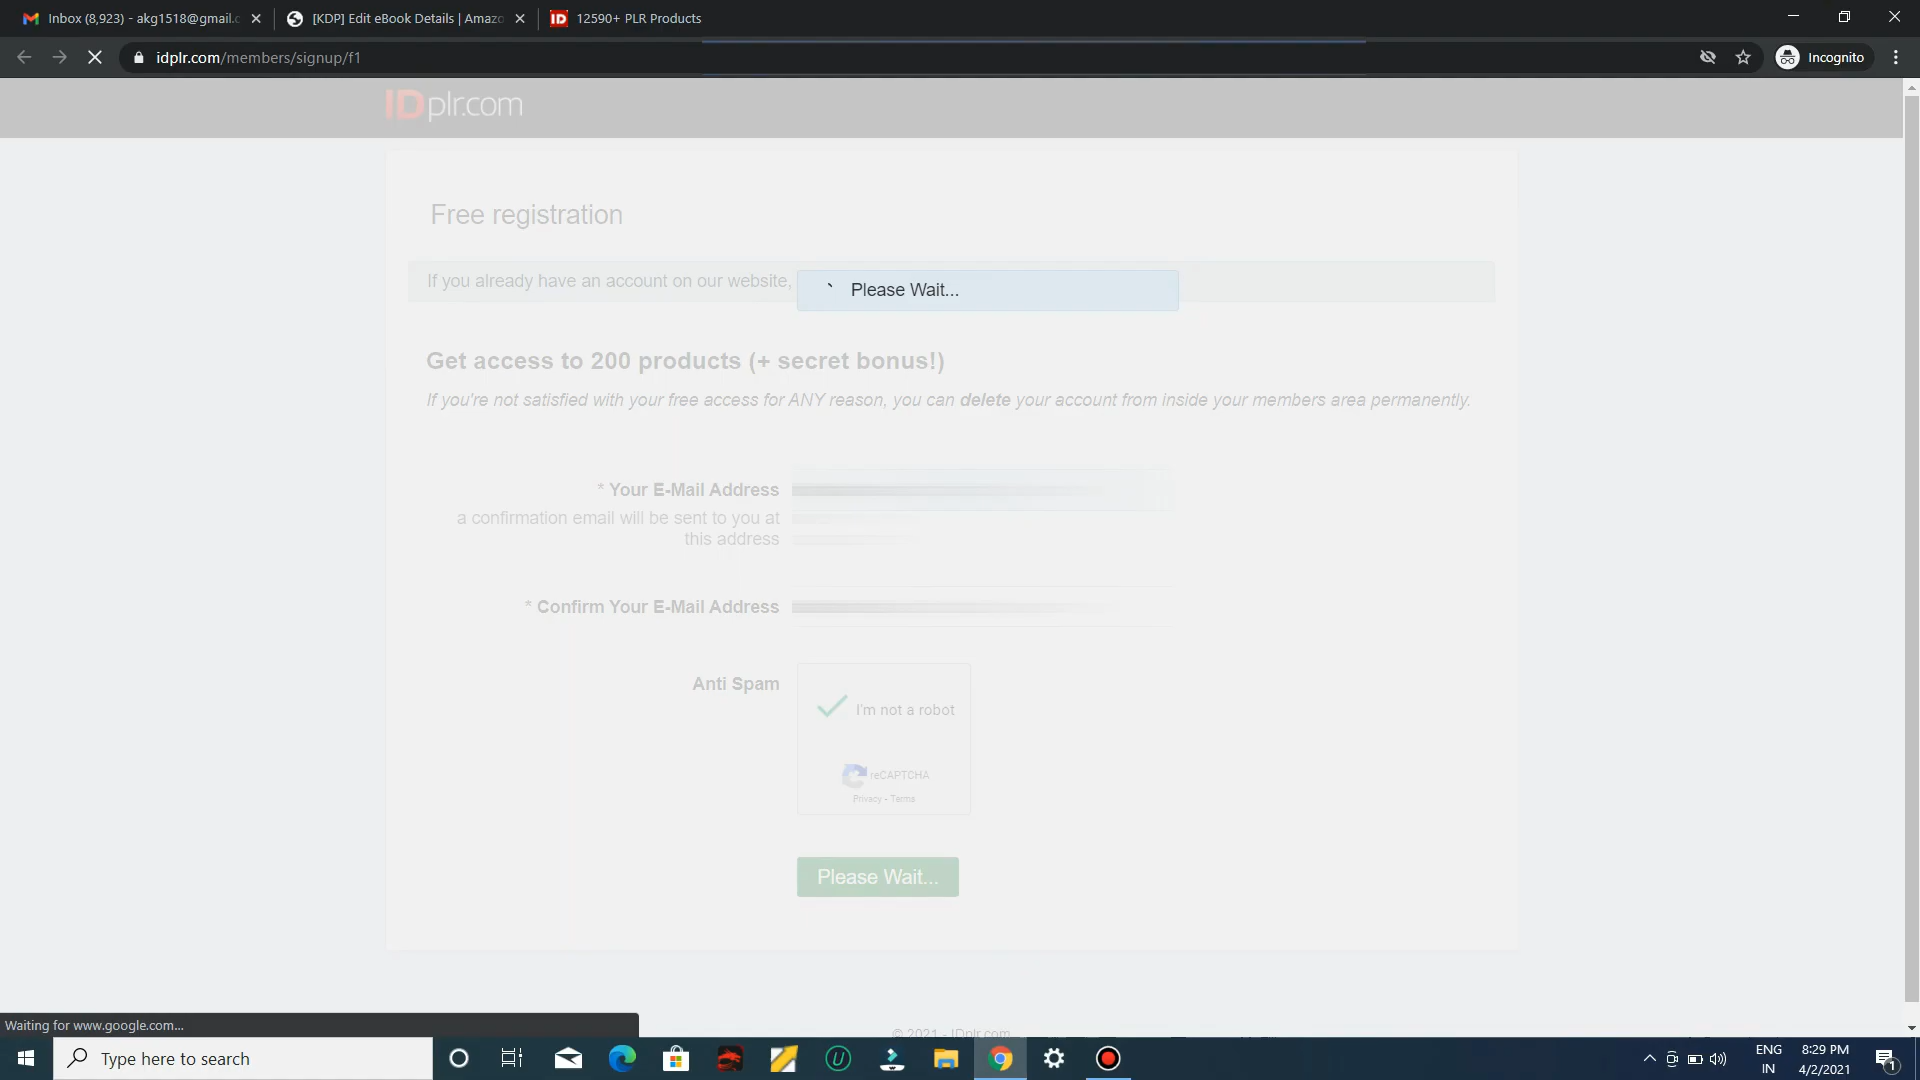 Inbox (8,923) - akg1518@gmail.c
[KDP] Edit eBook Details | Amazo
ID 12590+ PLR Products
idplr.com/members/signup/f1
Incognito
IDplr.com
Free registration
If you already have an account on our website,
Please Wait...
Get access to 200 products (+ secret bonus!)
If you're not satisfied with your free access for ANY reason, you can delete your account from inside your members area permanently.
* Your E-Mail Address
a confirmation email will be sent to you at
this address
* Confirm Your E-Mail Address
Anti Spam
I'm not a robot
reCAPTCHA
Privacy - Terms
Please Wait...
© 2021 - IDplr.com
Waiting for www.google.com...
Type here to search
ENG
IN
8:29 PM
4/2/2021
1